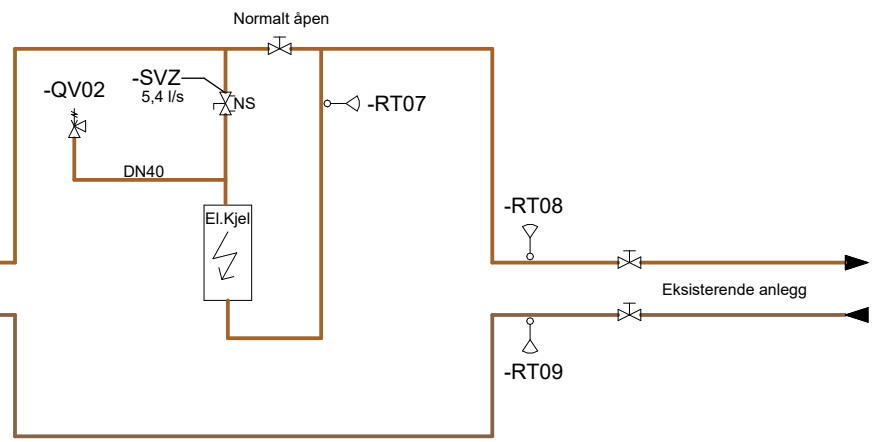 Normalt åpen
-SVZ
5,4 l/s
-QV02
NS
-RT07
DN40
El.Kjel
-RT08
Eksisterende anlegg
-RT09